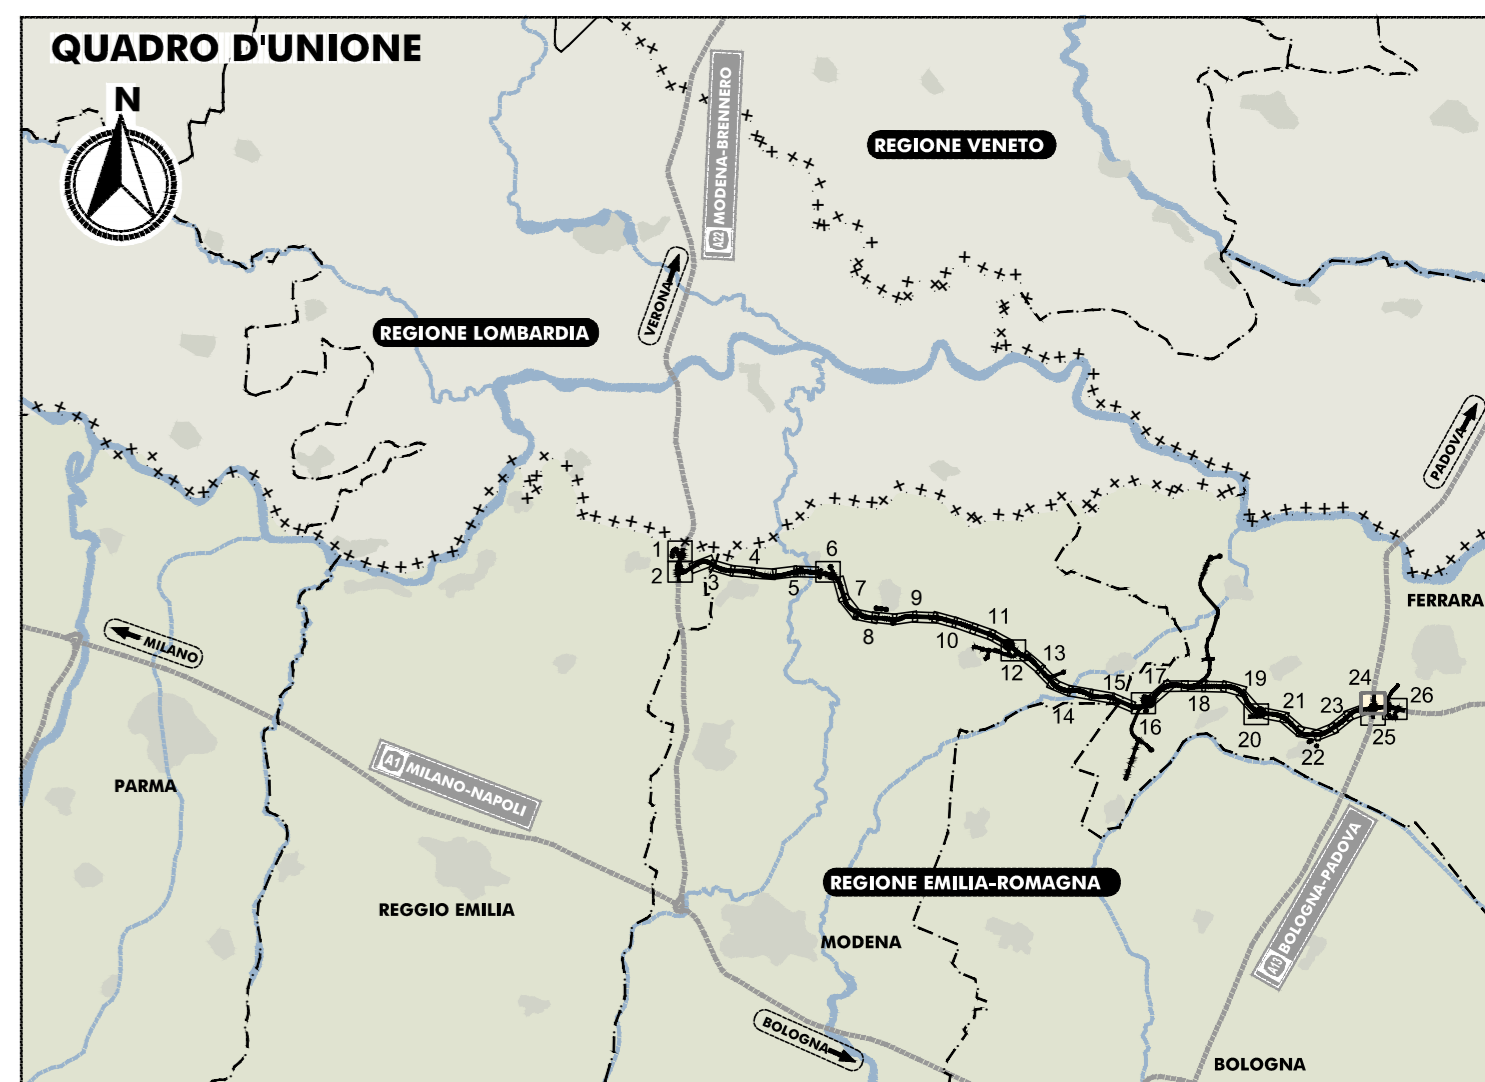 QUADRO D'UNIONE
N
A22 MODENA-BRENNERO
REGIONE VENETO
VERONA
REGIONE LOMBARDIA
PADOVA
1
2
3
4
5
6
7
8
9
10
11
12
13
14
15
16
17
18
19
20
21
22
23
24
25
26
FERRARA
MILANO
PARMA
A1 MILANO-NAPOLI
REGGIO EMILIA
REGIONE EMILIA-ROMAGNA
MODENA
A13 BOLOGNA-PADOVA
BOLOGNA
BOLOGNA